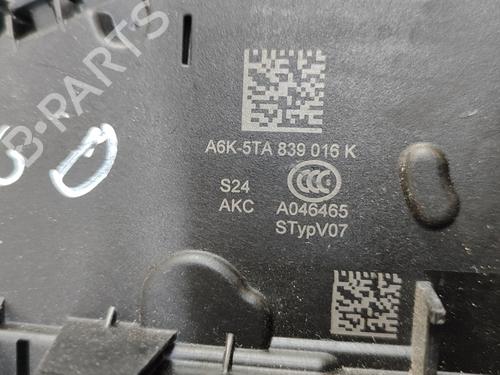 B-PARTS
A6K-5TA 839 016 K
S24
AKC A046465
STypV07